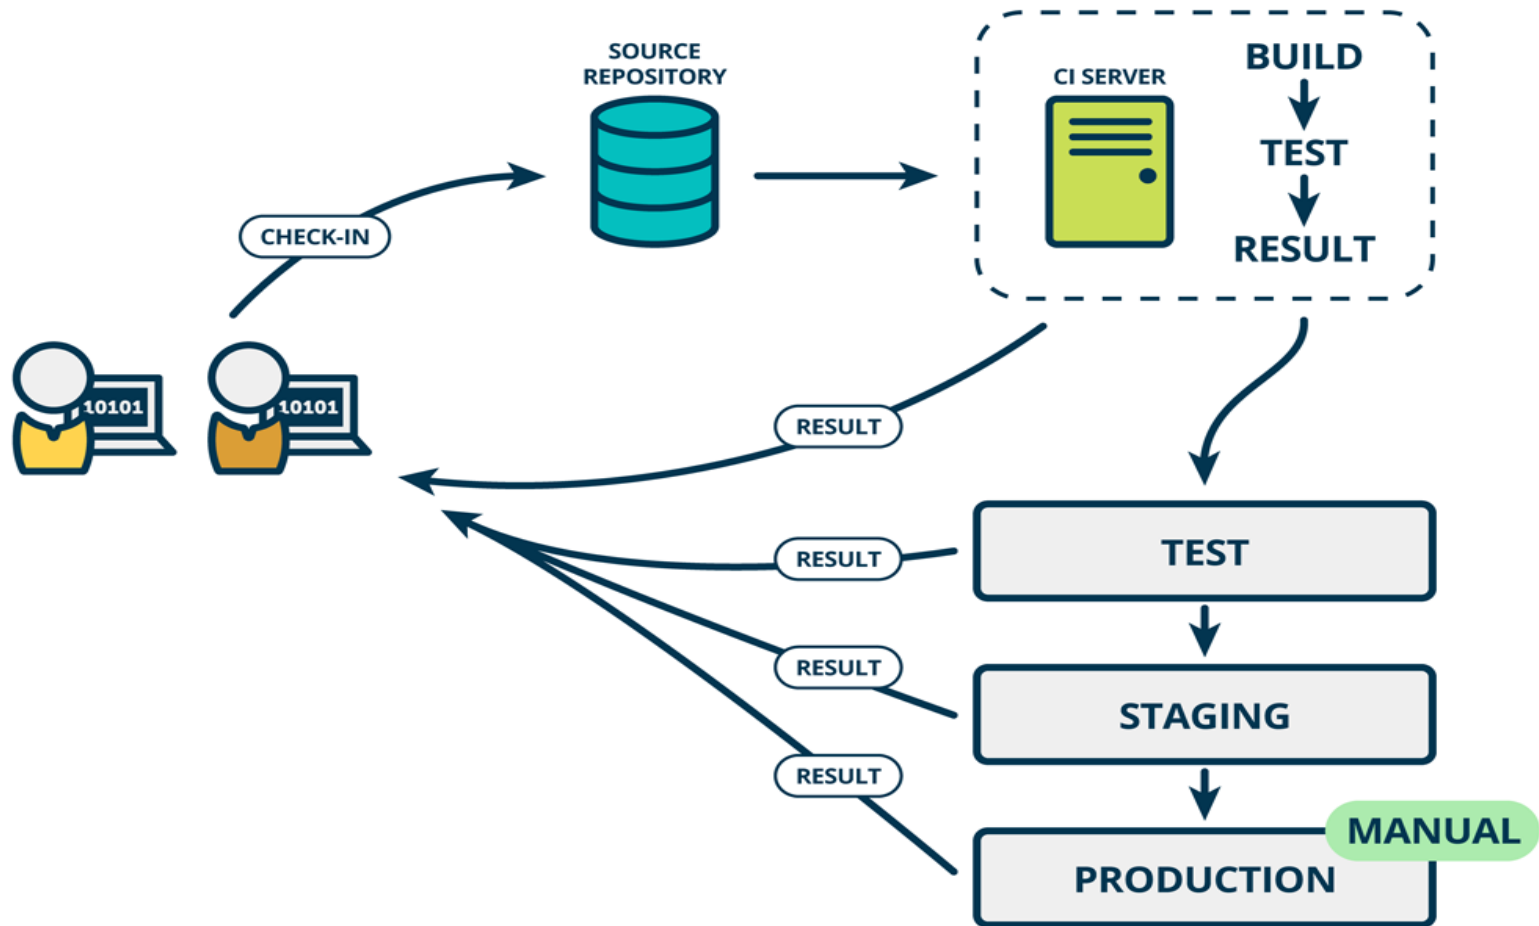 SOURCE
REPOSITORY
CI SERVER
BUILD
TEST
RESULT
CHECK-IN
10101
10101
RESULT
TEST
RESULT
STAGING
RESULT
PRODUCTION
RESULT
MANUAL